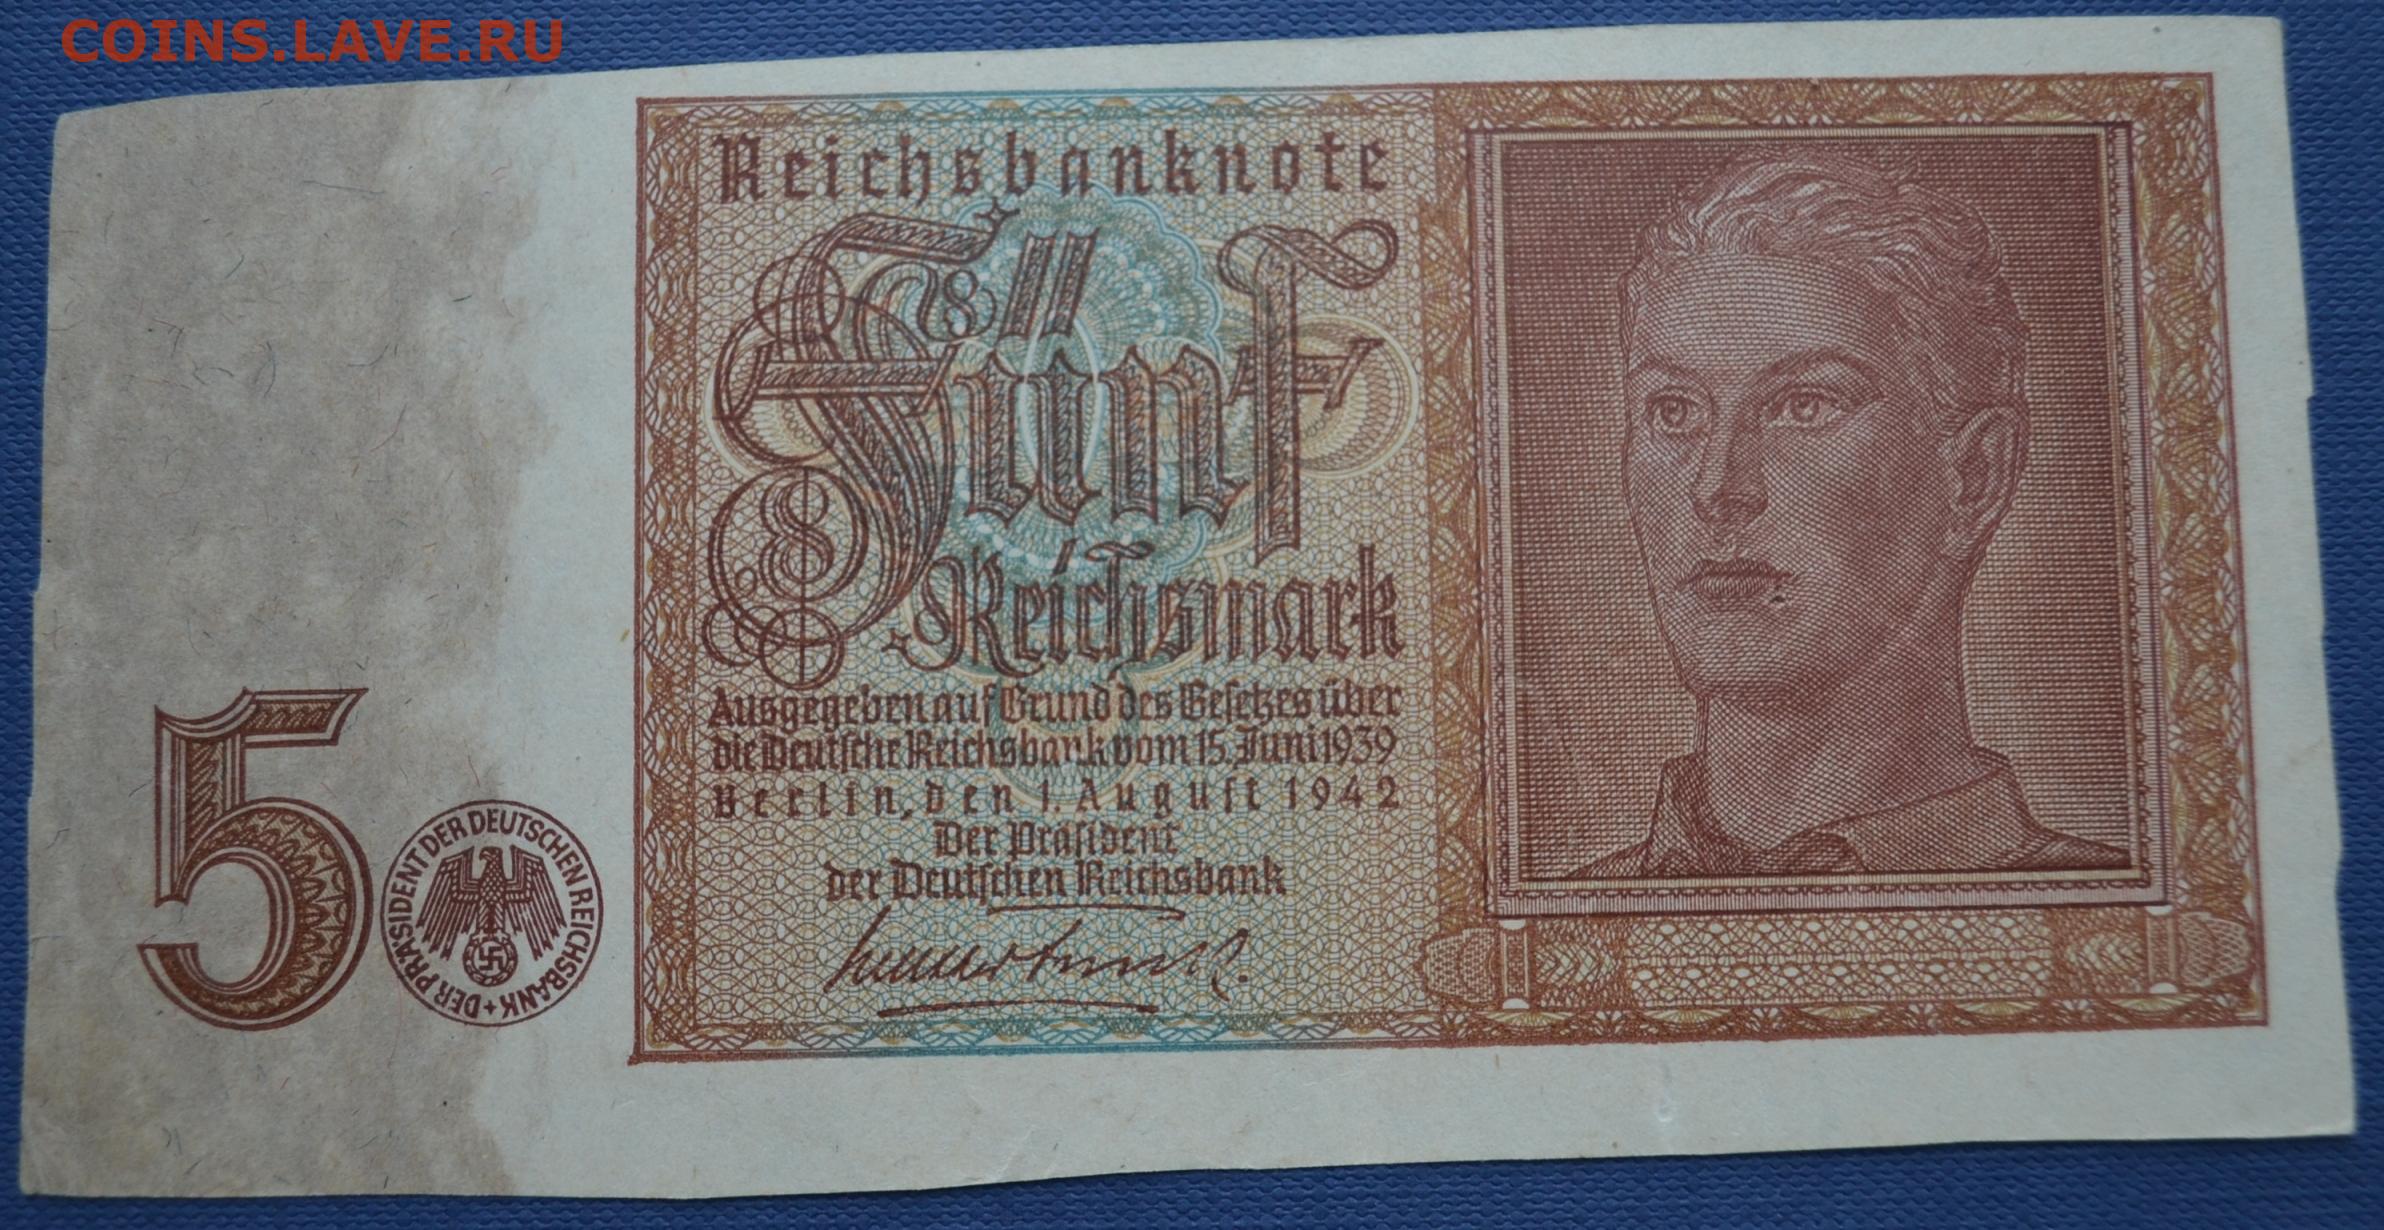 COINS.LAVE.RU
Reichsbanknote
Fünf
Reichsmark
Ausgegeben auf Grund des Gesetzes über
die Deutsche Reichsbank vom 15. Juni 1939
Berlin, den 1. August 1942
Der Präsident
der Deutschen Reichsbank
5
DER PRÄSIDENT DER DEUTSCHEN REICHSBANK +